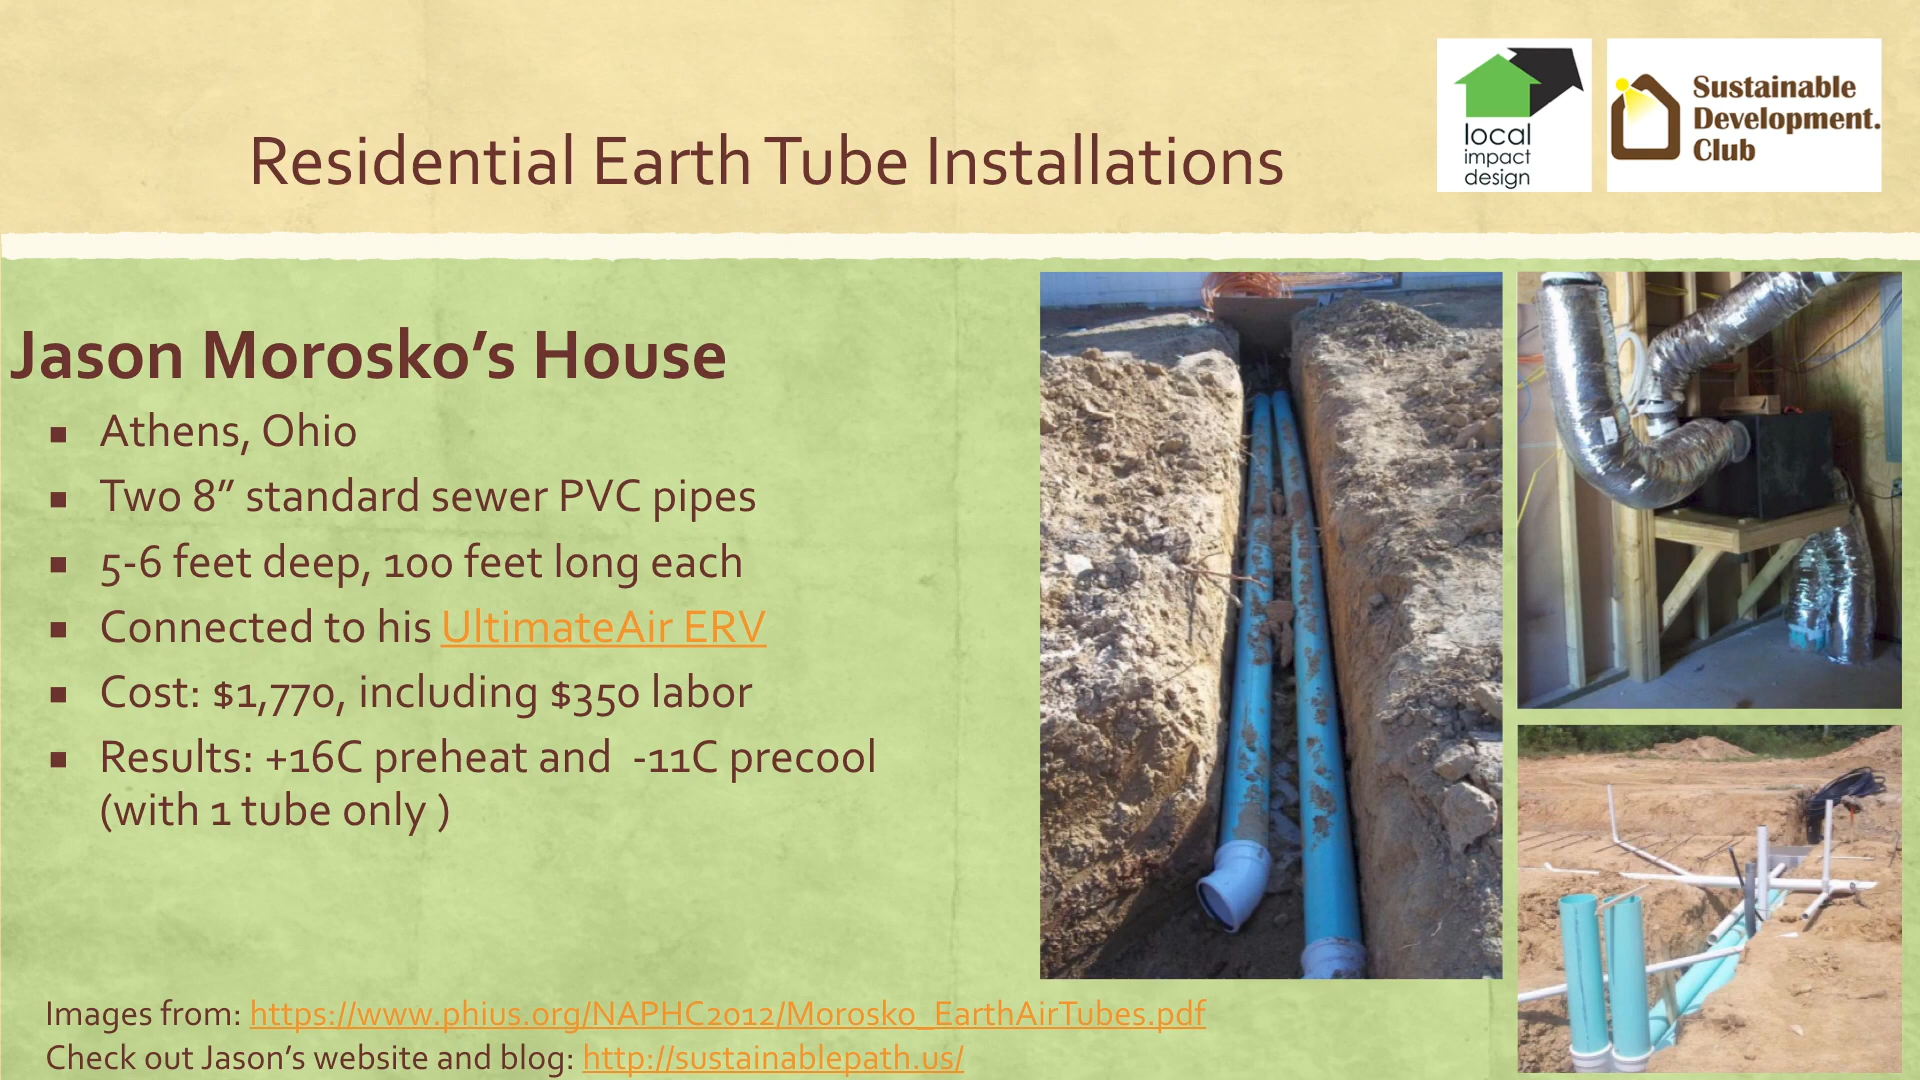 Residential Earth Tube Installations
local
impact
design
Sustainable
Development.
Club
Jason Morosko’s House
▪ Athens, Ohio
▪ Two 8” standard sewer PVC pipes
▪ 5-6 feet deep, 100 feet long each
▪ Connected to his UltimateAir ERV
▪ Cost: $1,770, including $350 labor
▪ Results: +16C preheat and  -11C precool
(with 1 tube only )
Images from: https://www.phius.org/NAPHC2012/Morosko_EarthAirTubes.pdf
Check out Jason’s website and blog: http://sustainablepath.us/